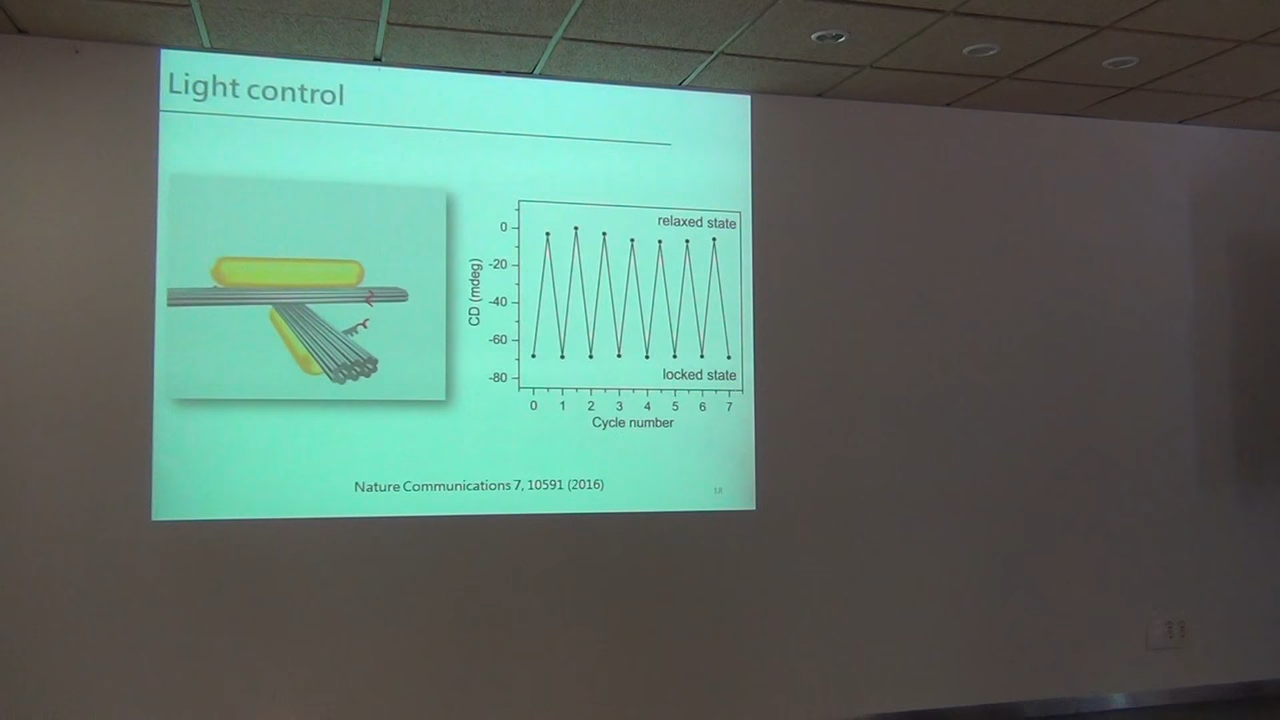 Light control
relaxed state
0
-20
-40
-60
-80
CD (mdeg)
locked state
0 1 2 3 4 5 6 7
Cycle number
Nature Communications 7, 10591 (2016)
18